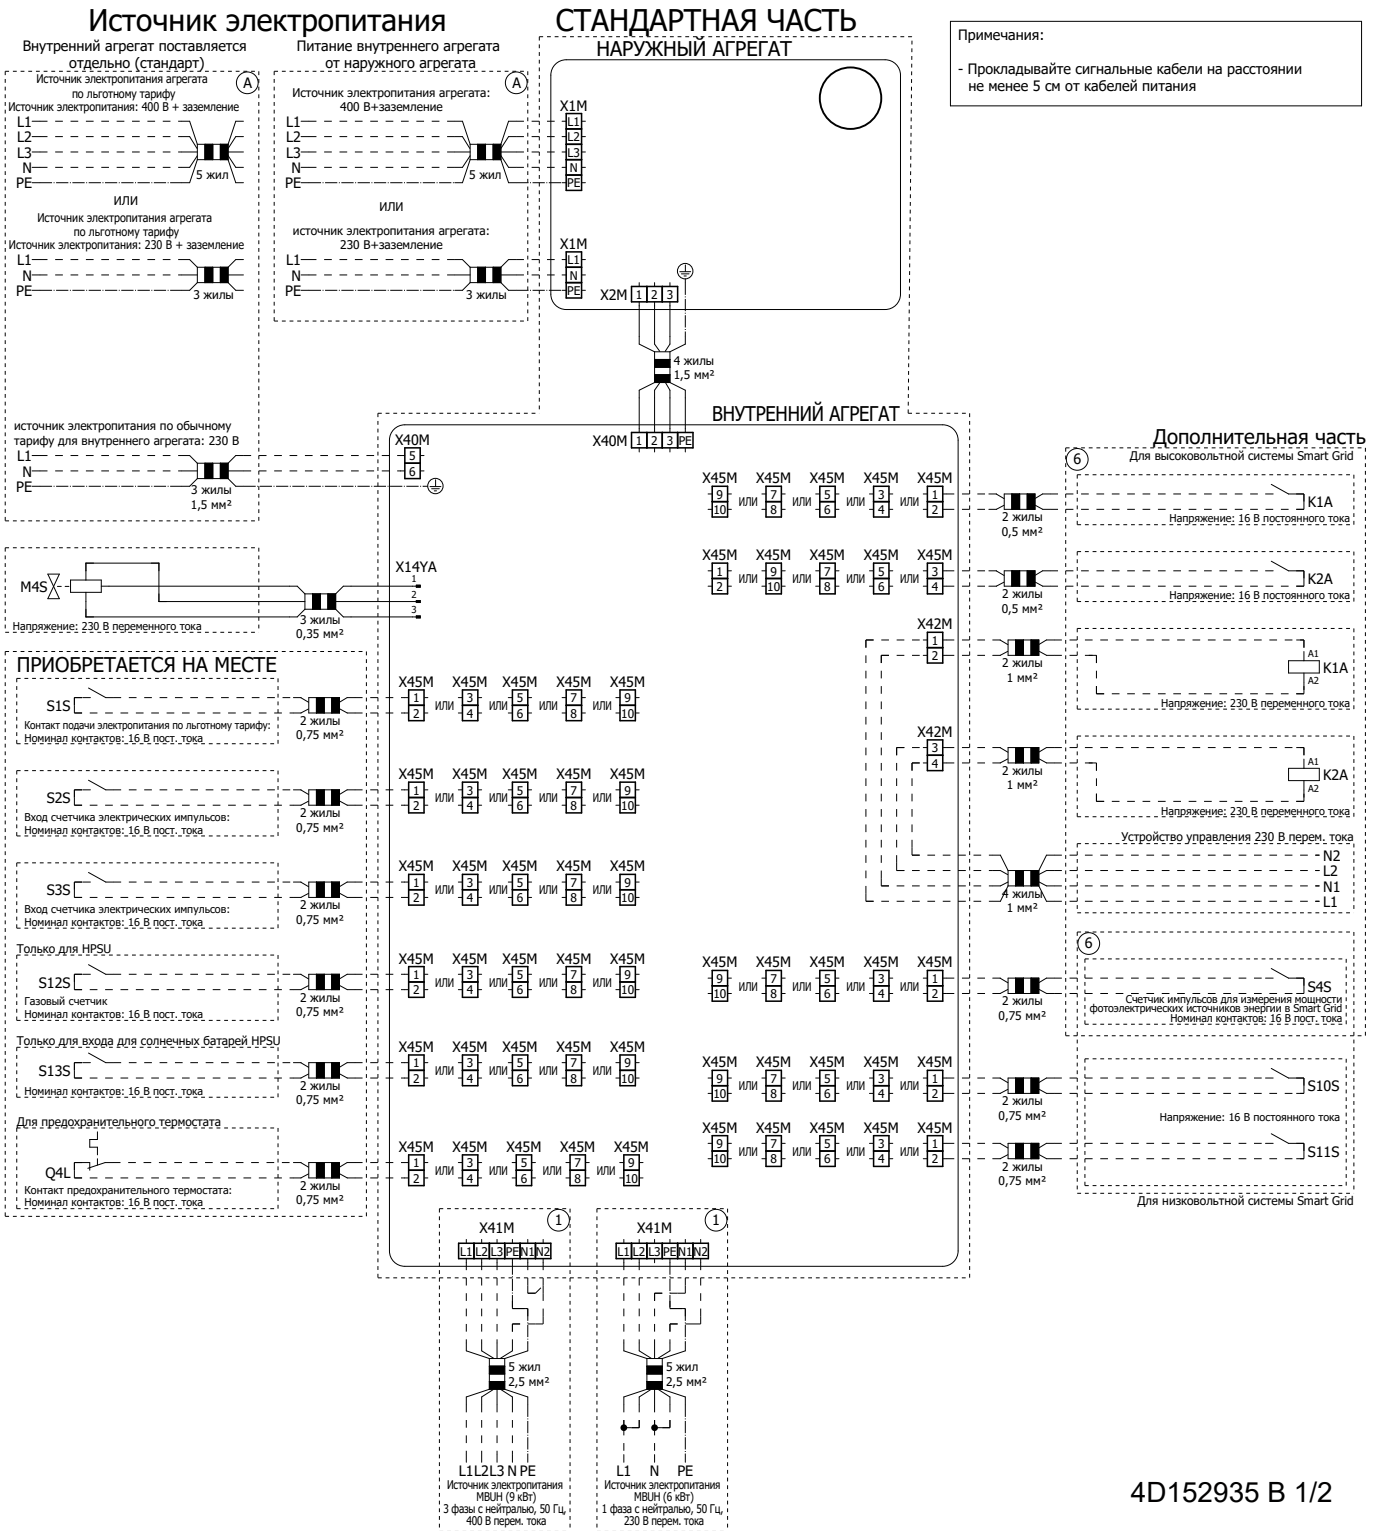 Источник электропитания
СТАНДАРТНАЯ ЧАСТЬ
Внутренний агрегат поставляется
отдельно (стандарт)
Питание внутреннего агрегата
от наружного агрегата
НАРУЖНЫЙ АГРЕГАТ
Примечания:
- Прокладывайте сигнальные кабели на расстоянии
не менее 5 см от кабелей питания
A
Источник электропитания агрегата
по льготному тарифу
Источник электропитания: 400 В + заземление
L1
L2
L3
N
PE
5 жил
ИЛИ
Источник электропитания агрегата
по льготному тарифу
Источник электропитания: 230 В + заземление
L1
N
PE
3 жилы
A
Источник электропитания агрегата:
400 В+заземление
L1
L2
L3
N
PE
5 жил
ИЛИ
источник электропитания агрегата:
230 В+заземление
L1
N
PE
3 жилы
X1M
L1
L2
L3
N
PE
X1M
L1
N
PE
X2M 1 2 3
4 жилы
1,5 мм²
ВНУТРЕННИЙ АГРЕГАТ
X40M 1 2 3 PE
источник электропитания по обычному
тарифу для внутреннего агрегата: 230 В
L1
N
PE
3 жилы
1,5 мм²
X40M
5
6
M4S
Напряжение: 230 В переменного тока
3 жилы
0,35 мм²
X14YA
1
2
3
ПРИОБРЕТАЕТСЯ НА МЕСТЕ
S1S
Контакт подачи электропитания по льготному тарифу:
Номинал контактов: 16 В пост. тока
2 жилы
0,75 мм²
X45M X45M X45M X45M X45M
1 или 3 или 5 или 7 или 9
2 4 6 8 10
S2S
Вход счетчика электрических импульсов:
Номинал контактов: 16 В пост. тока
2 жилы
0,75 мм²
X45M X45M X45M X45M X45M
1 или 3 или 5 или 7 или 9
2 4 6 8 10
S3S
Вход счетчика электрических импульсов:
Номинал контактов: 16 В пост. тока
2 жилы
0,75 мм²
X45M X45M X45M X45M X45M
1 или 3 или 5 или 7 или 9
2 4 6 8 10
Только для HPSU
S12S
Газовый счетчик
Номинал контактов: 16 В пост. тока
2 жилы
0,75 мм²
X45M X45M X45M X45M X45M
1 или 3 или 5 или 7 или 9
2 4 6 8 10
Только для входа для солнечных батарей HPSU
S13S
Номинал контактов: 16 В пост. тока
2 жилы
0,75 мм²
X45M X45M X45M X45M X45M
1 или 3 или 5 или 7 или 9
2 4 6 8 10
Для предохранительного термостата
Q4L
Контакт предохранительного термостата:
Номинал контактов: 16 В пост. тока
2 жилы
0,75 мм²
X45M X45M X45M X45M X45M
1 или 3 или 5 или 7 или 9
2 4 6 8 10
Дополнительная часть
6
Для высоковольтной системы Smart Grid
X45M X45M X45M X45M X45M
9 или 7 или 5 или 3 или 1
10 8 6 4 2
2 жилы
0,5 мм²
K1A
Напряжение: 16 В постоянного тока
X45M X45M X45M X45M X45M
1 или 9 или 7 или 5 или 3
2 10 8 6 4
2 жилы
0,5 мм²
K2A
Напряжение: 16 В постоянного тока
X42M
1
2
2 жилы
1 мм²
A1
K1A
A2
Напряжение: 230 В переменного тока
X42M
3
4
2 жилы
1 мм²
A1
K2A
A2
Напряжение: 230 В переменного тока
Устройство управления 230 В перем. тока
N2
L2
N1
L1
4 жилы
1 мм²
6
X45M X45M X45M X45M X45M
9 или 7 или 5 или 3 или 1
10 8 6 4 2
2 жилы
0,75 мм²
S4S
Счетчик импульсов для измерения мощности
фотоэлектрических источников энергии в Smart Grid
Номинал контактов: 16 В пост. тока
X45M X45M X45M X45M X45M
9 или 7 или 5 или 3 или 1
10 8 6 4 2
2 жилы
0,75 мм²
S10S
Напряжение: 16 В постоянного тока
X45M X45M X45M X45M X45M
9 или 7 или 5 или 3 или 1
10 8 6 4 2
2 жилы
0,75 мм²
S11S
Для низковольтной системы Smart Grid
1
X41M
L1 L2 L3 PE N1 N2
5 жил
2,5 мм²
L1 L2 L3 N PE
Источник электропитания
MBUH (9 кВт)
3 фазы с нейтралью, 50 Гц,
400 В перем. тока
1
X41M
L1 L2 L3 PE N1 N2
5 жил
2,5 мм²
L1 N PE
Источник электропитания
MBUH (6 кВт)
1 фаза с нейтралью, 50 Гц,
230 В перем. тока
4D152935 B 1/2